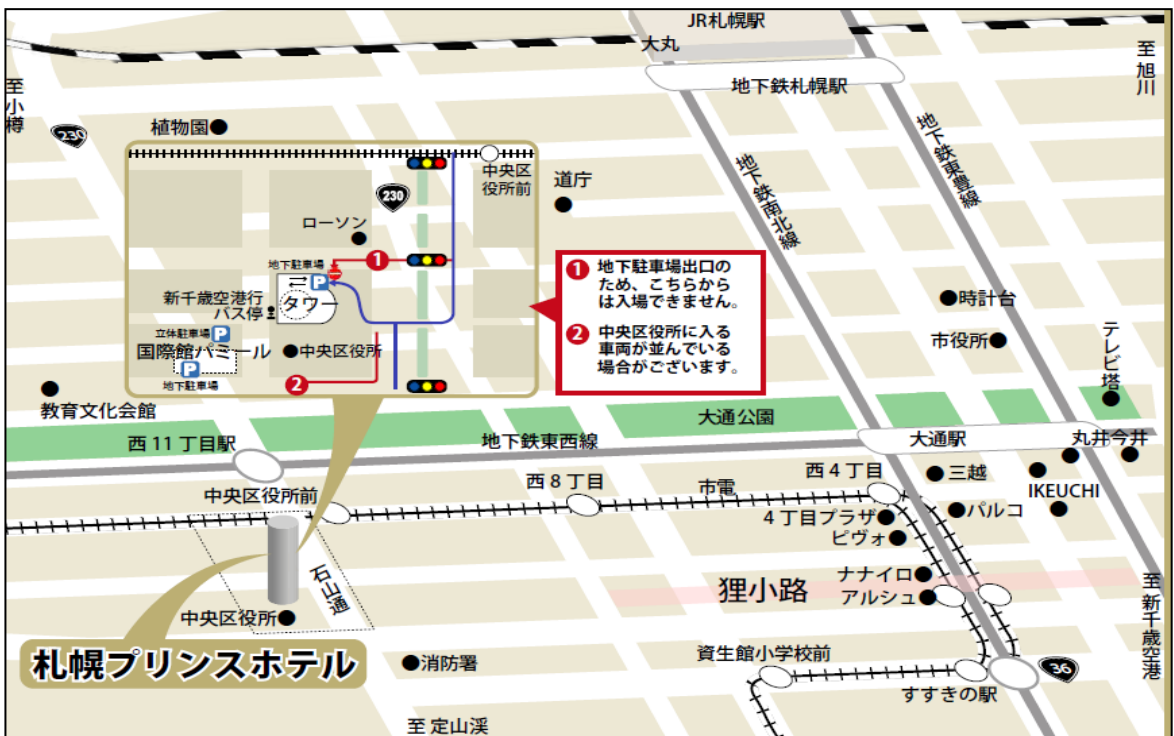 JR札幌駅
大丸
地下鉄札幌駅
至旭川
至小樽
230
植物園
地下鉄南北線
地下鉄東豊線
中央区
役所前
230
道庁
ローソン
地下駐車場
P
タワー
新千歳空港行
バス停
立体駐車場
P
国際館パミール
P
地下駐車場
中央区役所
1
2
1 地下駐車場出口の
ため、こちらから
は入場できません。
2 中央区役所に入る
車両が並んでいる
場合がございます。
時計台
市役所
テレビ塔
教育文化会館
大通公園
西11丁目駅
地下鉄東西線
大通駅
丸井今井
中央区役所前
西8丁目
市電
西4丁目
三越
IKEUCHI
パルコ
4丁目プラザ
ピヴォ
石山通
狸小路
ナナイロ
アルシュ
至新千歳空港
中央区役所
札幌プリンスホテル
消防署
資生館小学校前
すすきの駅
36
至定山渓